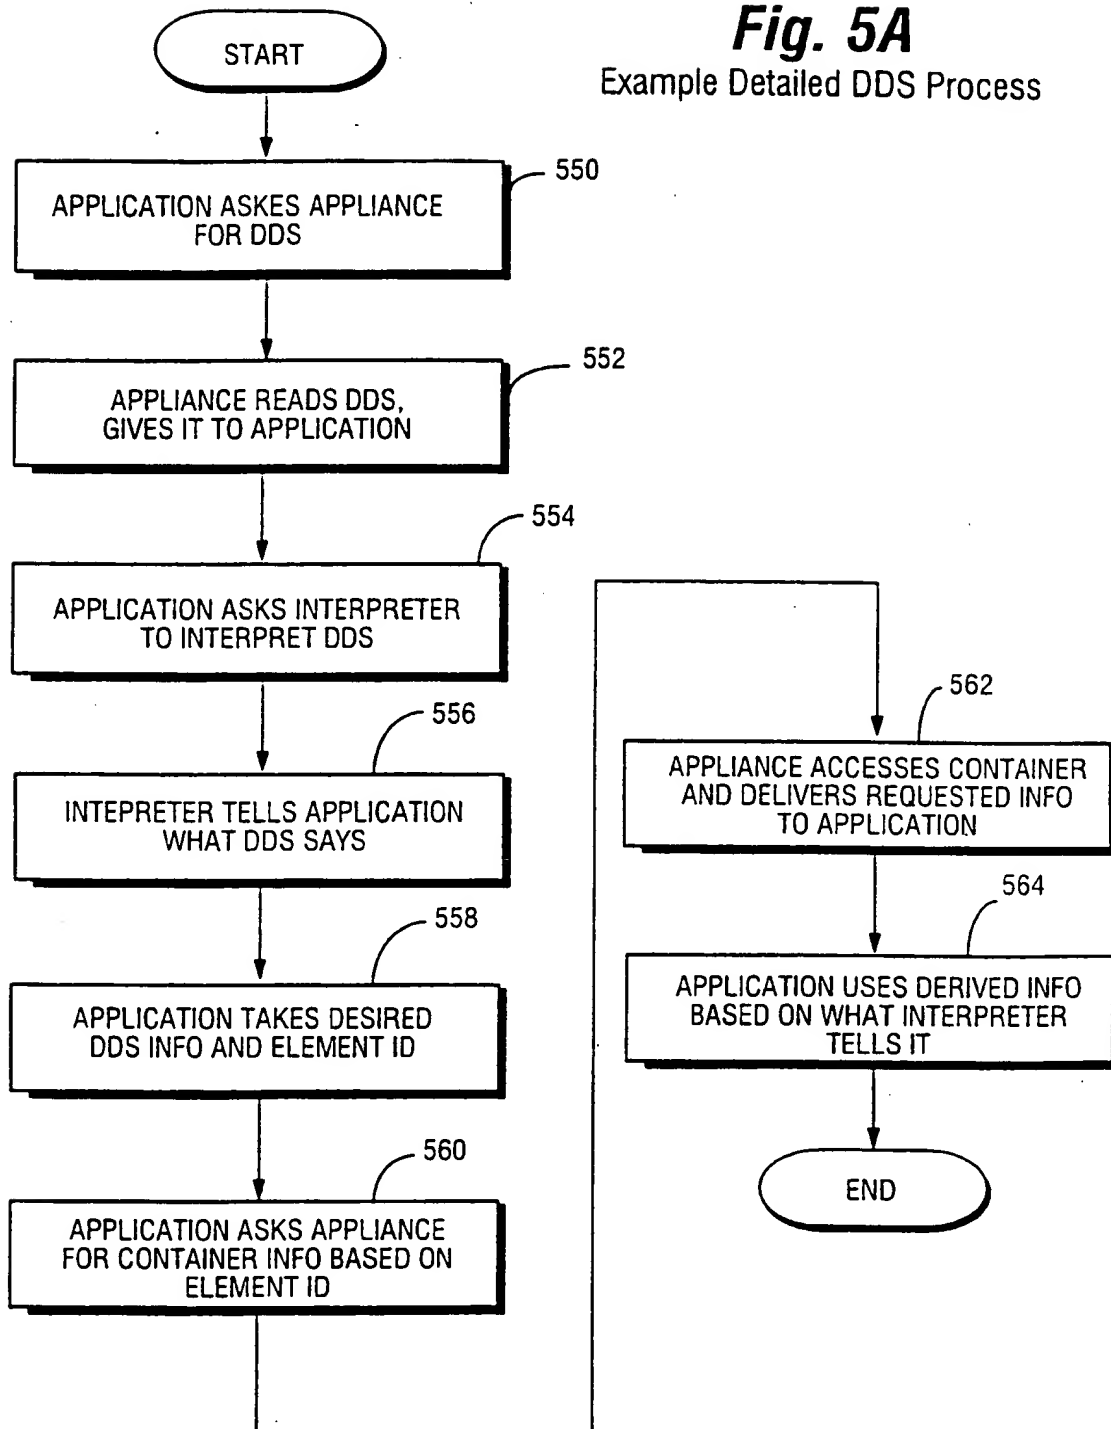 Fig. 5A
Example Detailed DDS Process
START
550
APPLICATION ASKES APPLIANCE
FOR DDS
552
APPLIANCE READS DDS,
GIVES IT TO APPLICATION
554
APPLICATION ASKS INTERPRETER
TO INTERPRET DDS
556
INTEPRETER TELLS APPLICATION
WHAT DDS SAYS
558
APPLICATION TAKES DESIRED
DDS INFO AND ELEMENT ID
560
APPLICATION ASKS APPLIANCE
FOR CONTAINER INFO BASED ON
ELEMENT ID
562
APPLIANCE ACCESSES CONTAINER
AND DELIVERS REQUESTED INFO
TO APPLICATION
564
APPLICATION USES DERIVED INFO
BASED ON WHAT INTERPRETER
TELLS IT
END